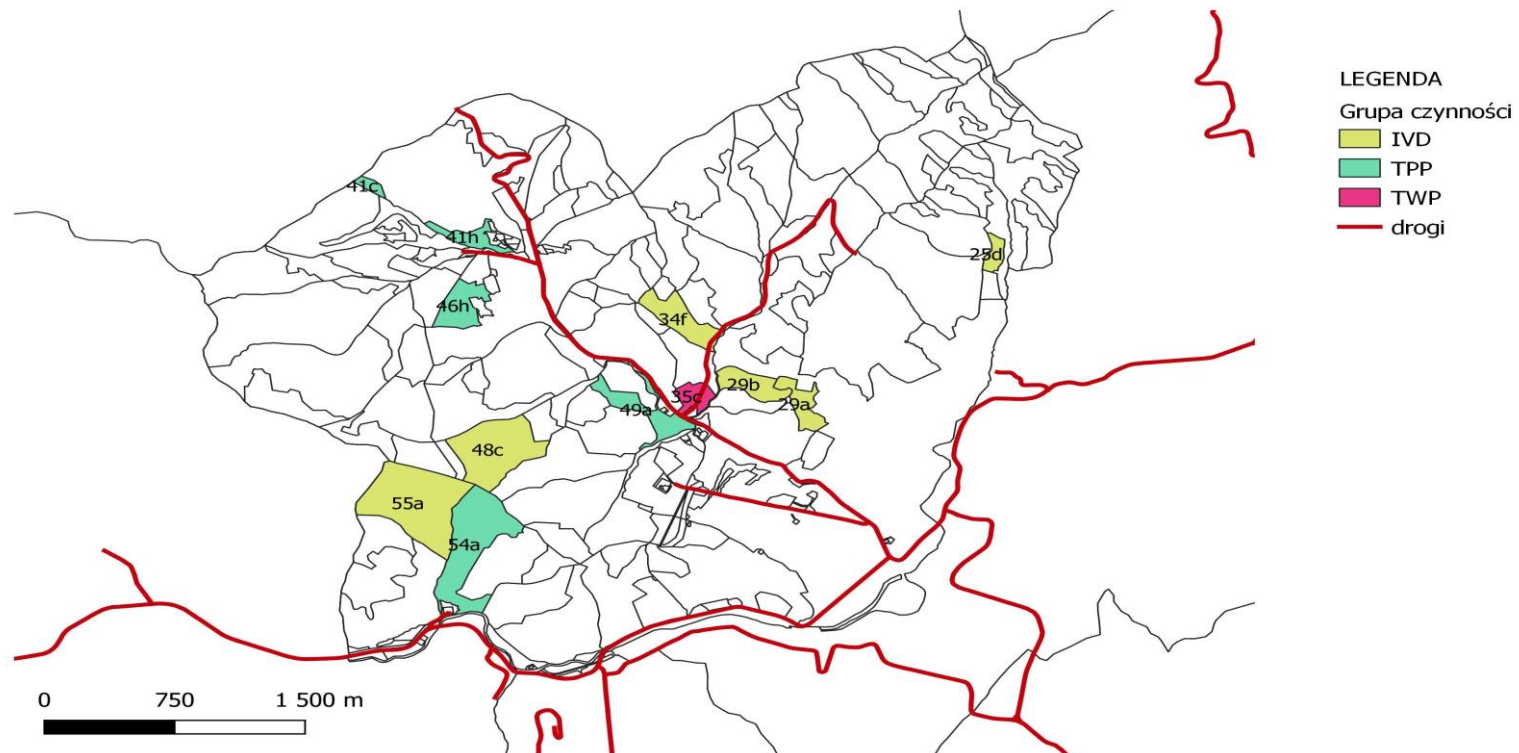 LEGENDA
Grupa czynności
IVD
TPP
TWP
drogi
41c
41h
25d
46h
34f
29b
35c
29a
49a
48c
55a
54a
0 750 1 500 m